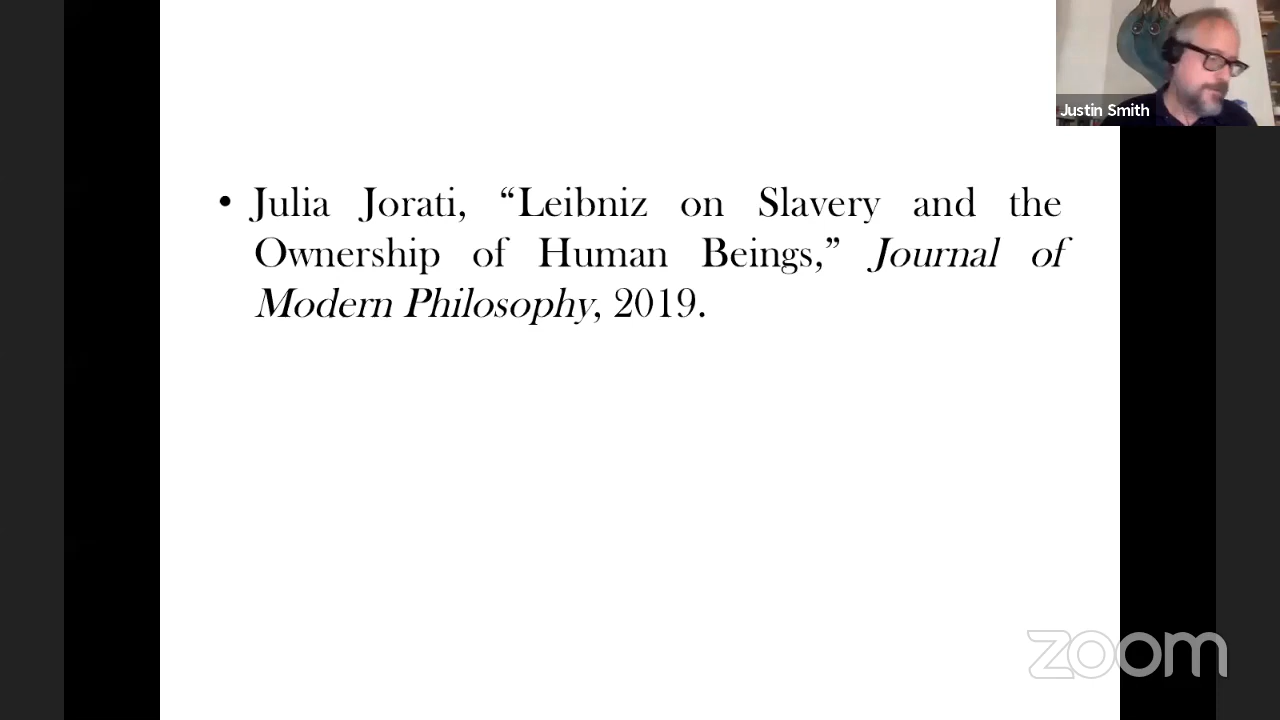 Justin Smith
• Julia Jorati, “Leibniz on Slavery and the
Ownership of Human Beings,” Journal of
Modern Philosophy, 2019.
zoom